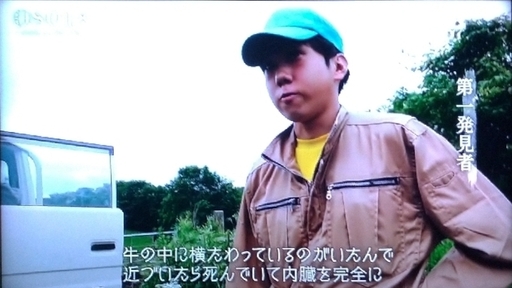 第一発見者
牛の中に横たわっているのがいたんで
近づいたら死んでいて内臓を完全に